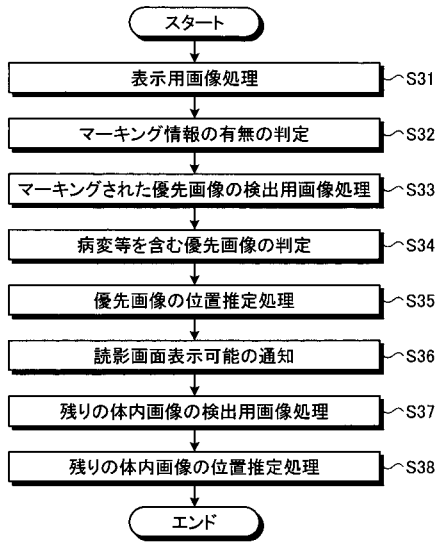 スタート
表示用画像処理 S31
マーキング情報の有無の判定 S32
マーキングされた優先画像の検出用画像処理 S33
病変等を含む優先画像の判定 S34
優先画像の位置推定処理 S35
読影画面表示可能の通知 S36
残りの体内画像の検出用画像処理 S37
残りの体内画像の位置推定処理 S38
エンド